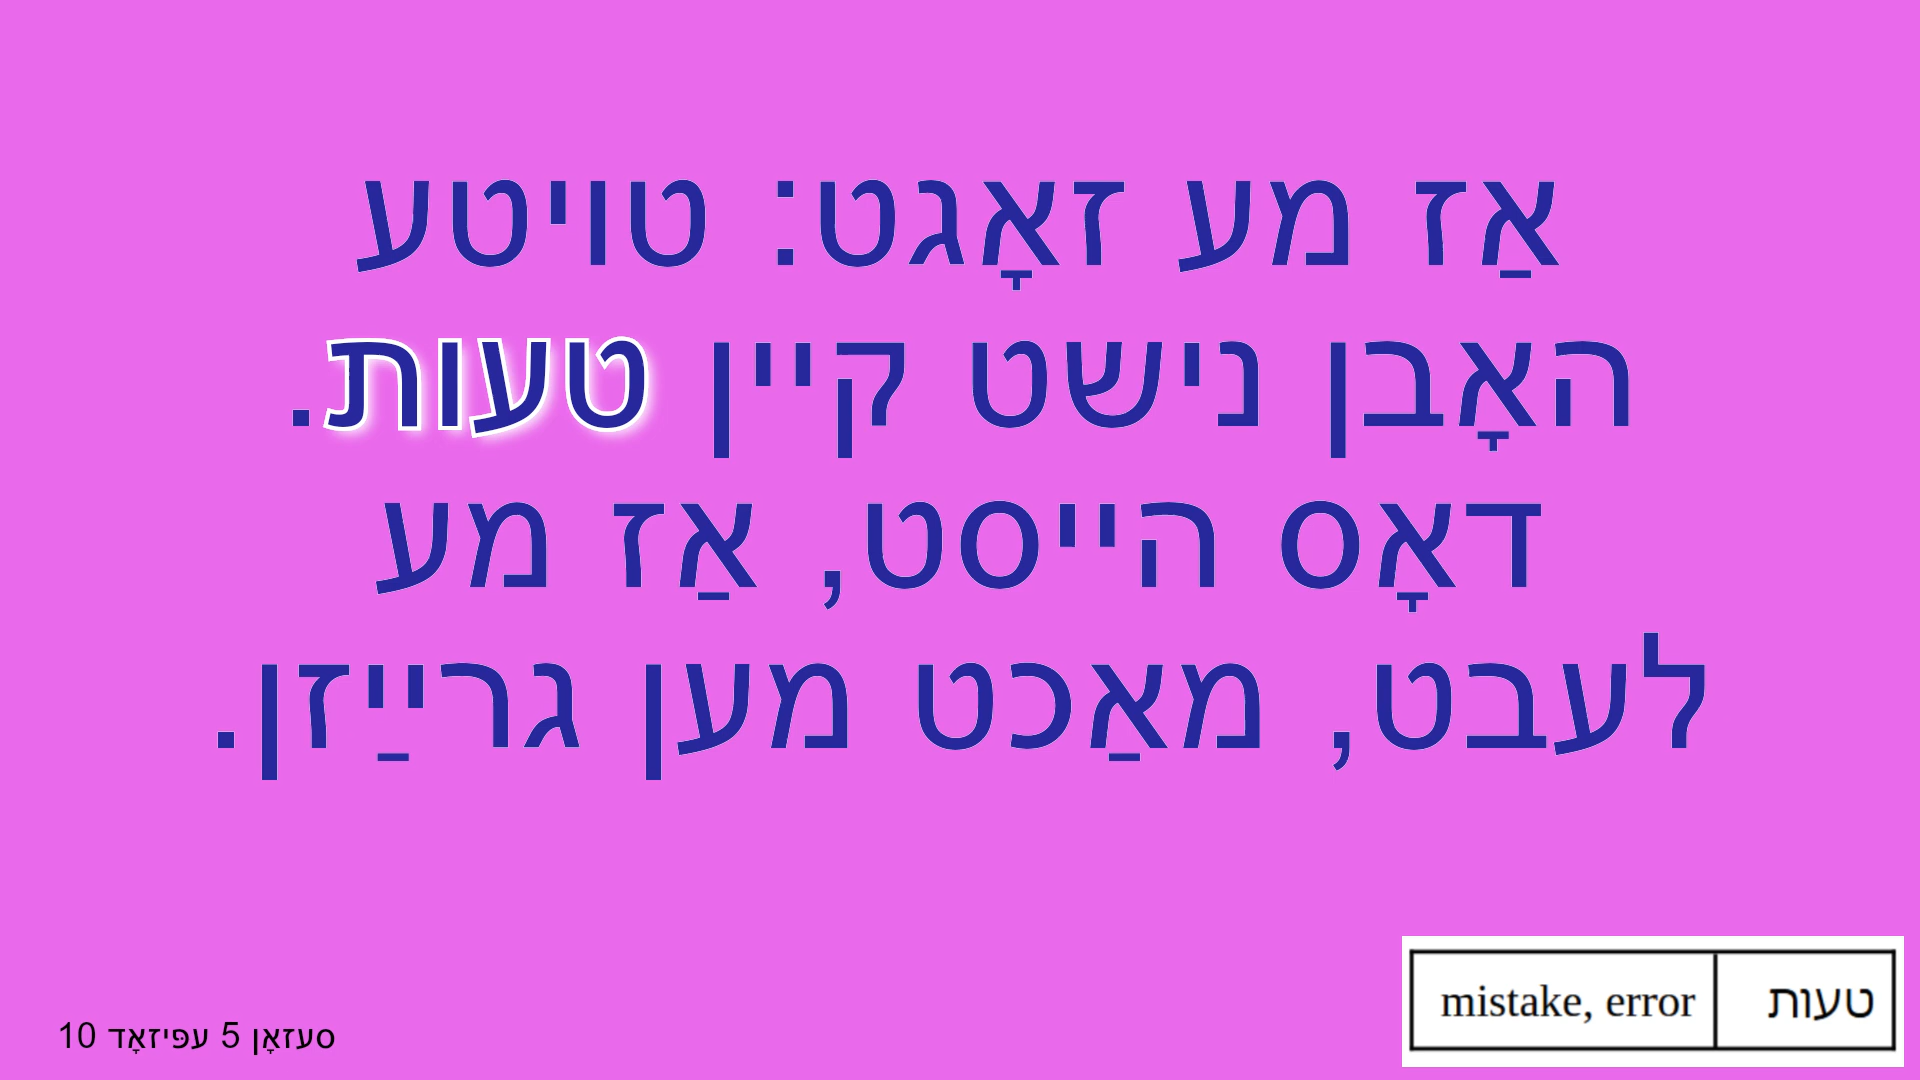 אַז מע זאָגט: טויטע
האָבן נישט קיין טעות.
דאָס הייסט, אַז מע
לעבט, מאַכט מען גרײַזן.
טעות mistake, error
סעזאָן 5 עפּיזאָד 10